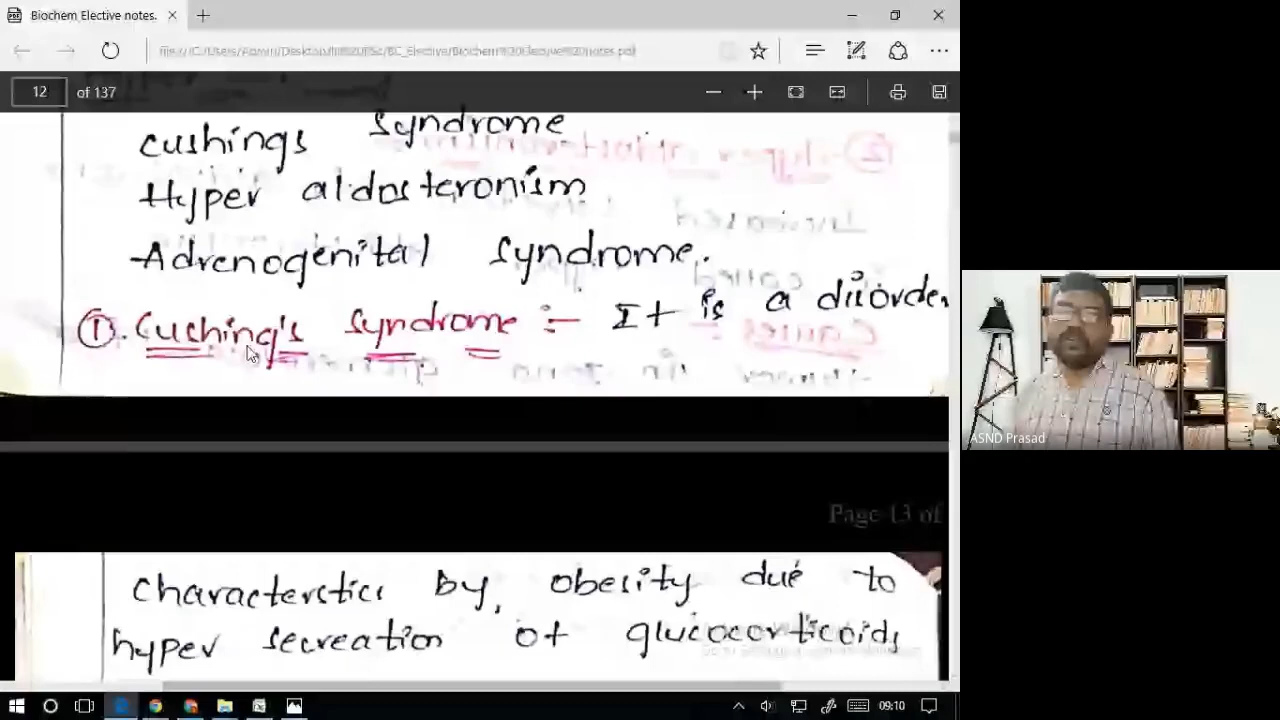 Biochem Elective notes.
12 of 137
cushings Syndrome
Hyper aldosteronism
Adrenogenital Syndrome.
① Cushing's Syndrome :- It is a disorder
ASND Prasad
Page 13 of
Characterstics by, obesity due to
hyper secreation of glucocorticoids
09:10